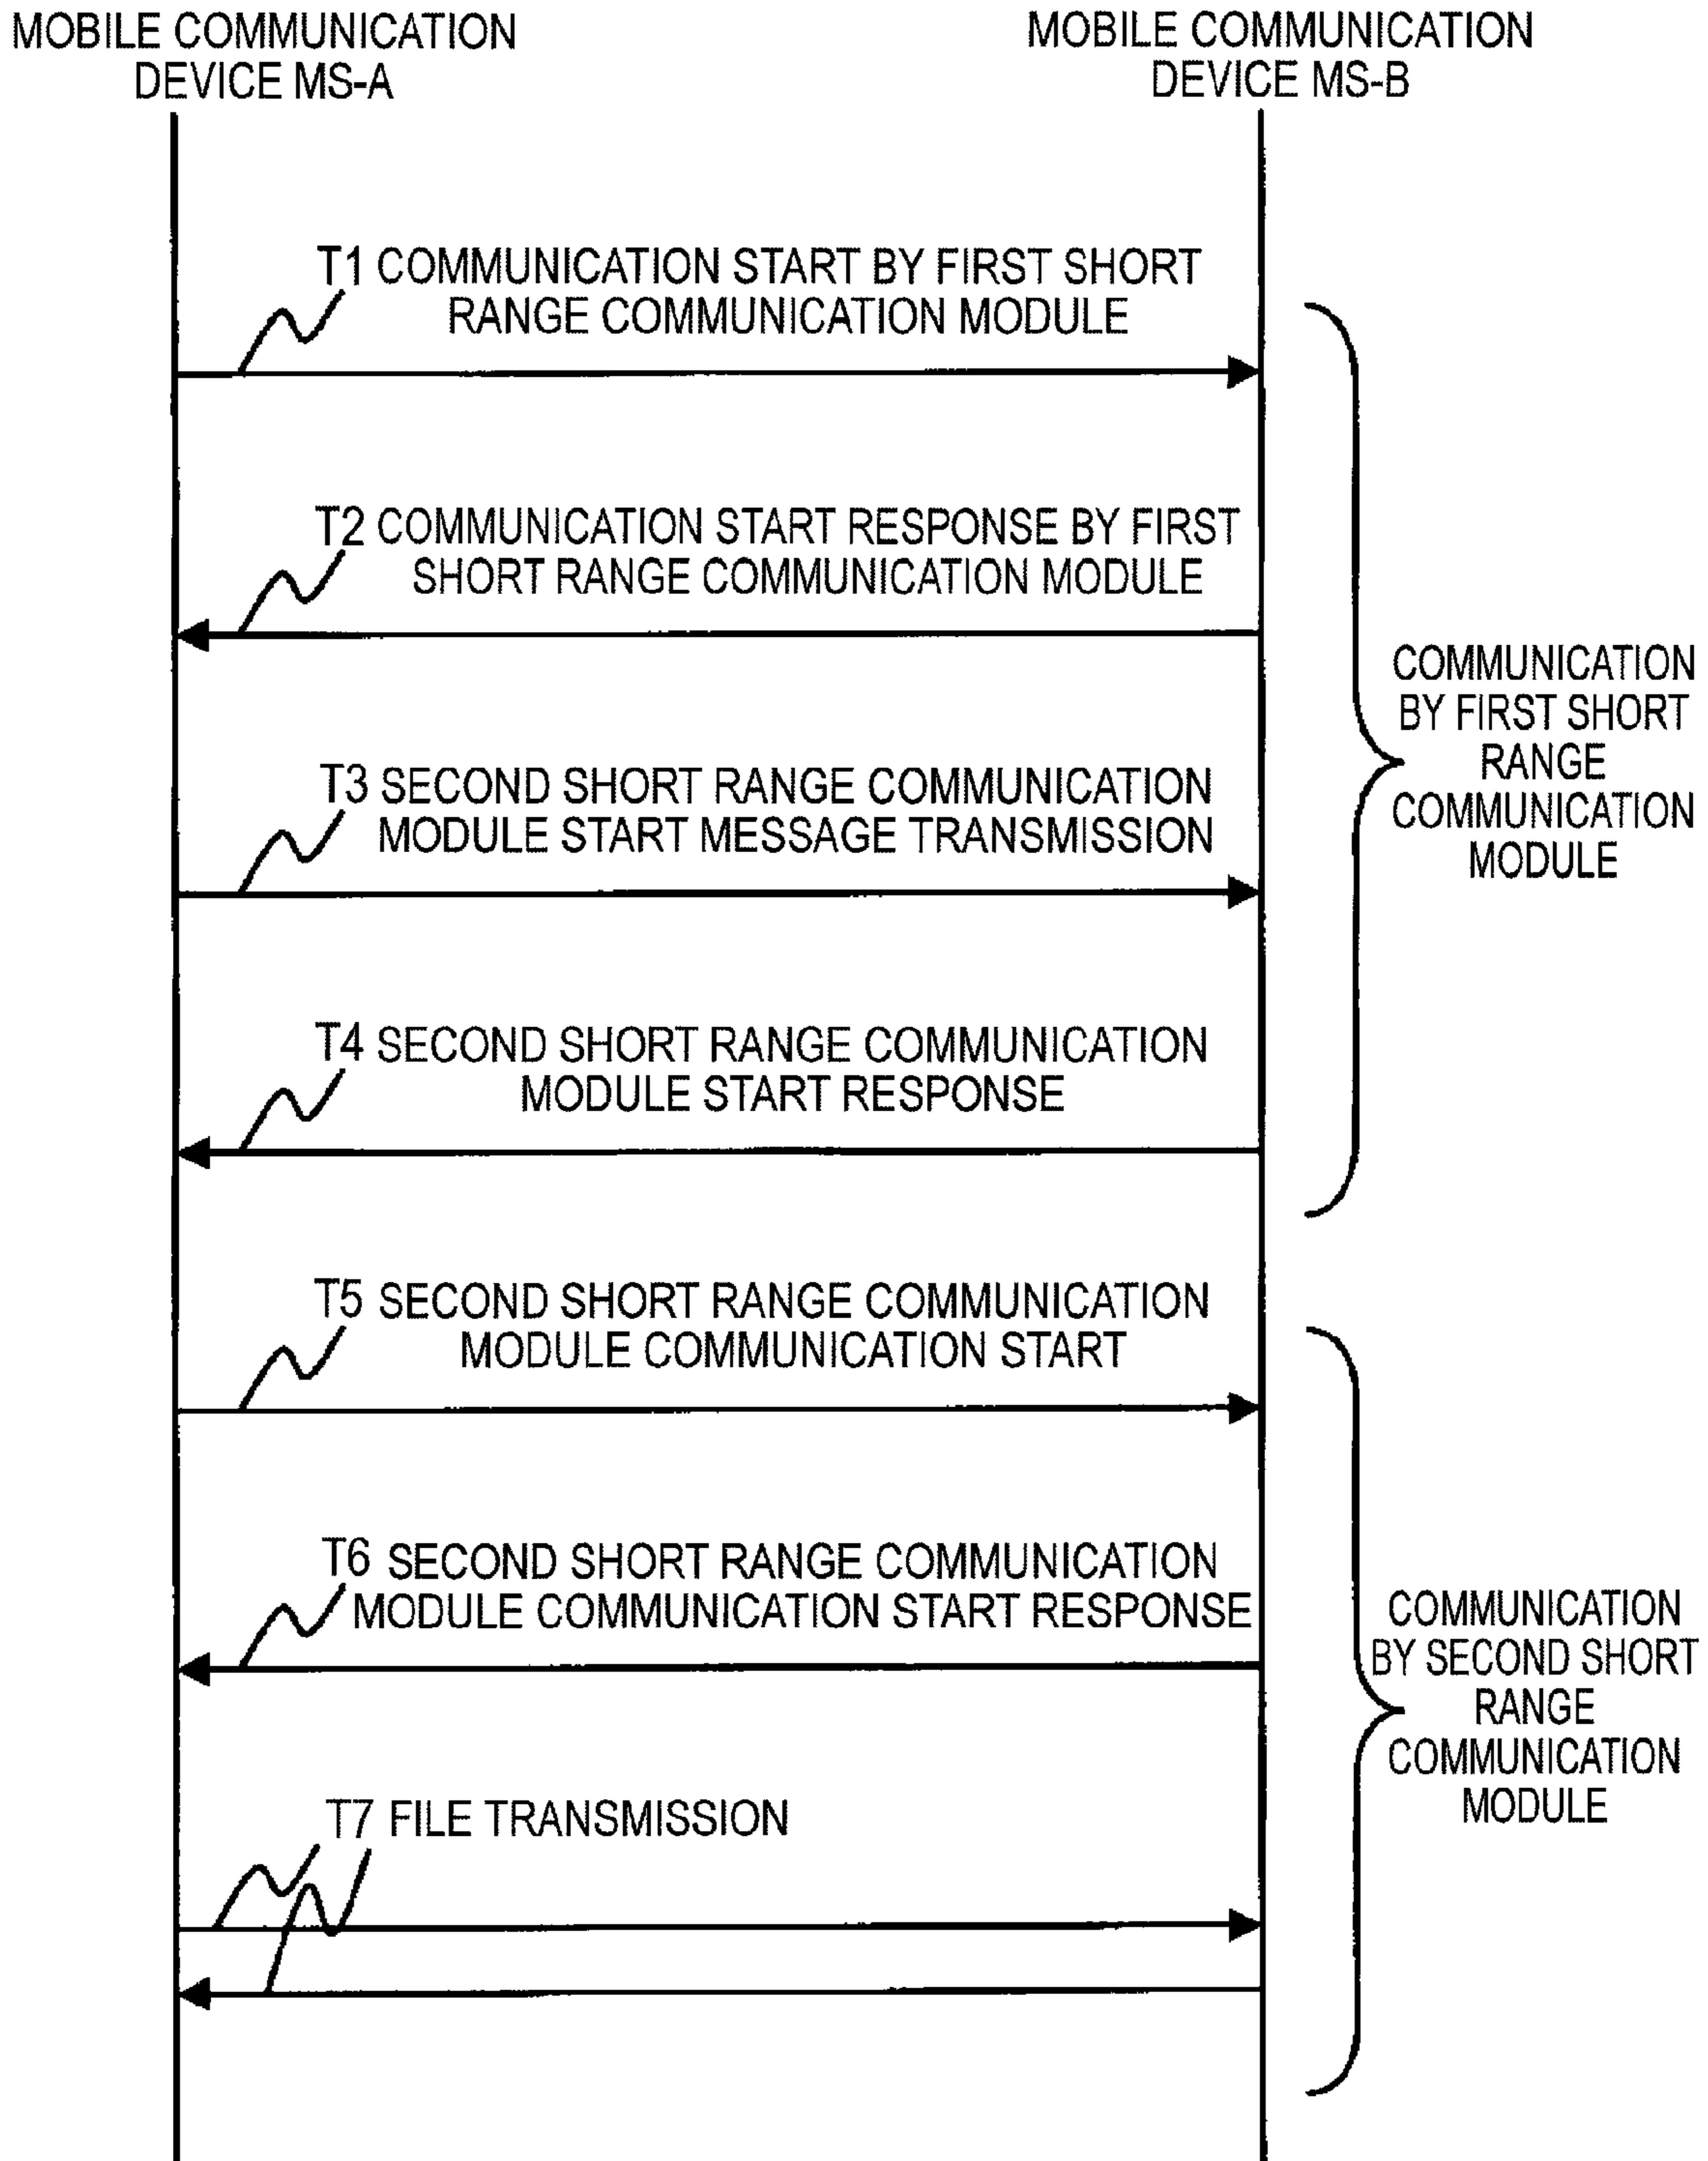 MOBILE COMMUNICATION
DEVICE MS-A
MOBILE COMMUNICATION
DEVICE MS-B
T1 COMMUNICATION START BY FIRST SHORT
RANGE COMMUNICATION MODULE
T2 COMMUNICATION START RESPONSE BY FIRST
SHORT RANGE COMMUNICATION MODULE
COMMUNICATION
BY FIRST SHORT
RANGE
COMMUNICATION
MODULE
T3 SECOND SHORT RANGE COMMUNICATION
MODULE START MESSAGE TRANSMISSION
T4 SECOND SHORT RANGE COMMUNICATION
MODULE START RESPONSE
T5 SECOND SHORT RANGE COMMUNICATION
MODULE COMMUNICATION START
T6 SECOND SHORT RANGE COMMUNICATION
MODULE COMMUNICATION START RESPONSE
COMMUNICATION
BY SECOND SHORT
RANGE
COMMUNICATION
MODULE
T7 FILE TRANSMISSION